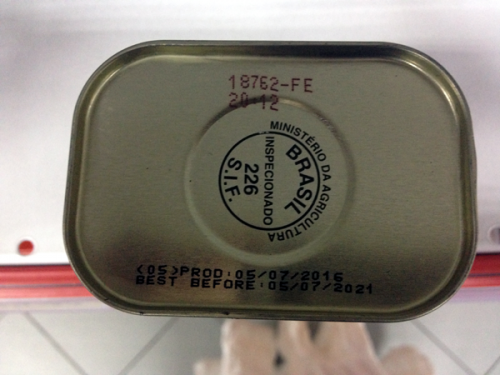 18762-FE
20:12
MINISTÉRIO DA AGRICULTURA
BRASIL
INSPECIONADO
226
S.I.F.
<05>PROD:05/07/2016
BEST BEFORE:05/07/2021